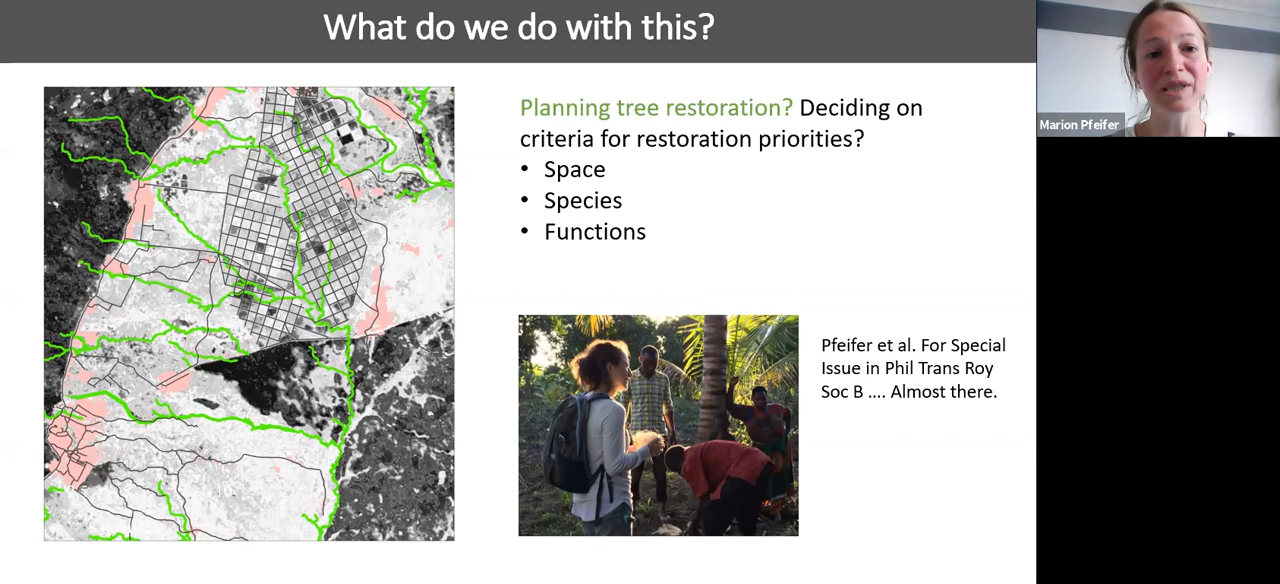 What do we do with this?
Planning tree restoration? Deciding on
criteria for restoration priorities?
• Space
• Species
• Functions
Pfeifer et al. For Special
Issue in Phil Trans Roy
Soc B .... Almost there.
Marion Pfeifer